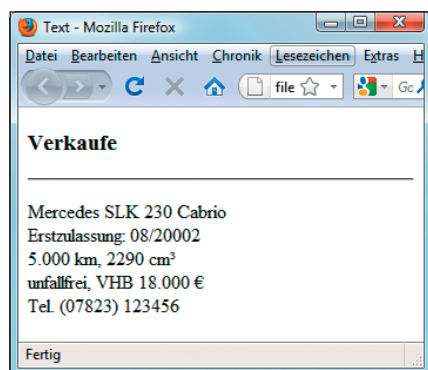 Text - Mozilla Firefox
Datei Bearbeiten Ansicht Chronik Lesezeichen Extras H
file
Verkaufe
Mercedes SLK 230 Cabrio
Erstzulassung: 08/20002
5.000 km, 2290 cm³
unfallfrei, VHB 18.000 €
Tel. (07823) 123456
Fertig